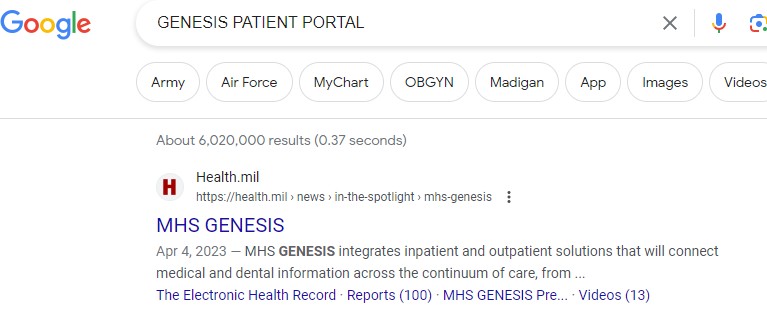 Google
GENESIS PATIENT PORTAL
Army Air Force MyChart OBGYN Madigan App Images Videos
About 6,020,000 results (0.37 seconds)
H
Health.mil
https://health.mil › news › in-the-spotlight › mhs-genesis
MHS GENESIS
Apr 4, 2023 — MHS GENESIS integrates inpatient and outpatient solutions that will connect
medical and dental information across the continuum of care, from ...
The Electronic Health Record · Reports (100) · MHS GENESIS Pre... · Videos (13)